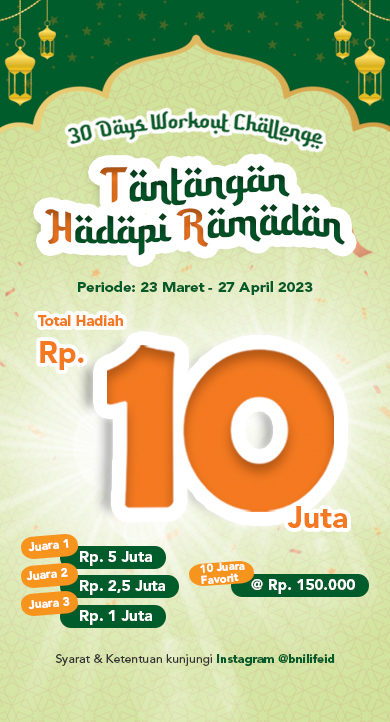 30 Days Workout Challenge
Tantangan
Hadapi Ramadan
Periode: 23 Maret - 27 April 2023
Total Hadiah
Rp.
10
Juta
Juara 1
Rp. 5 Juta
Juara 2
Rp. 2,5 Juta
Juara 3
Rp. 1 Juta
10 Juara
Favorit
@ Rp. 150.000
Syarat & Ketentuan kunjungi Instagram @bnilifeid